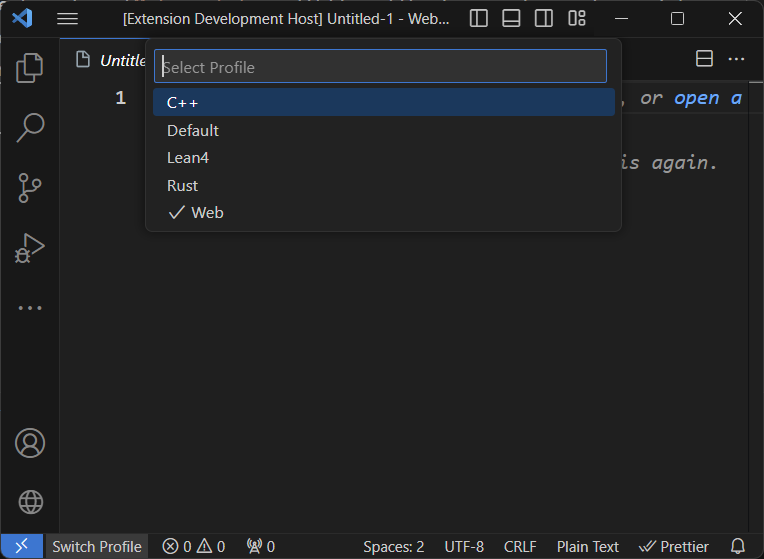 [Extension Development Host] Untitled-1 - Web...
Select Profile
C++
Default
Lean4
Rust
Web
1
, or open a
is again.
Switch Profile 0 0 0 Spaces: 2 UTF-8 CRLF Plain Text Prettier